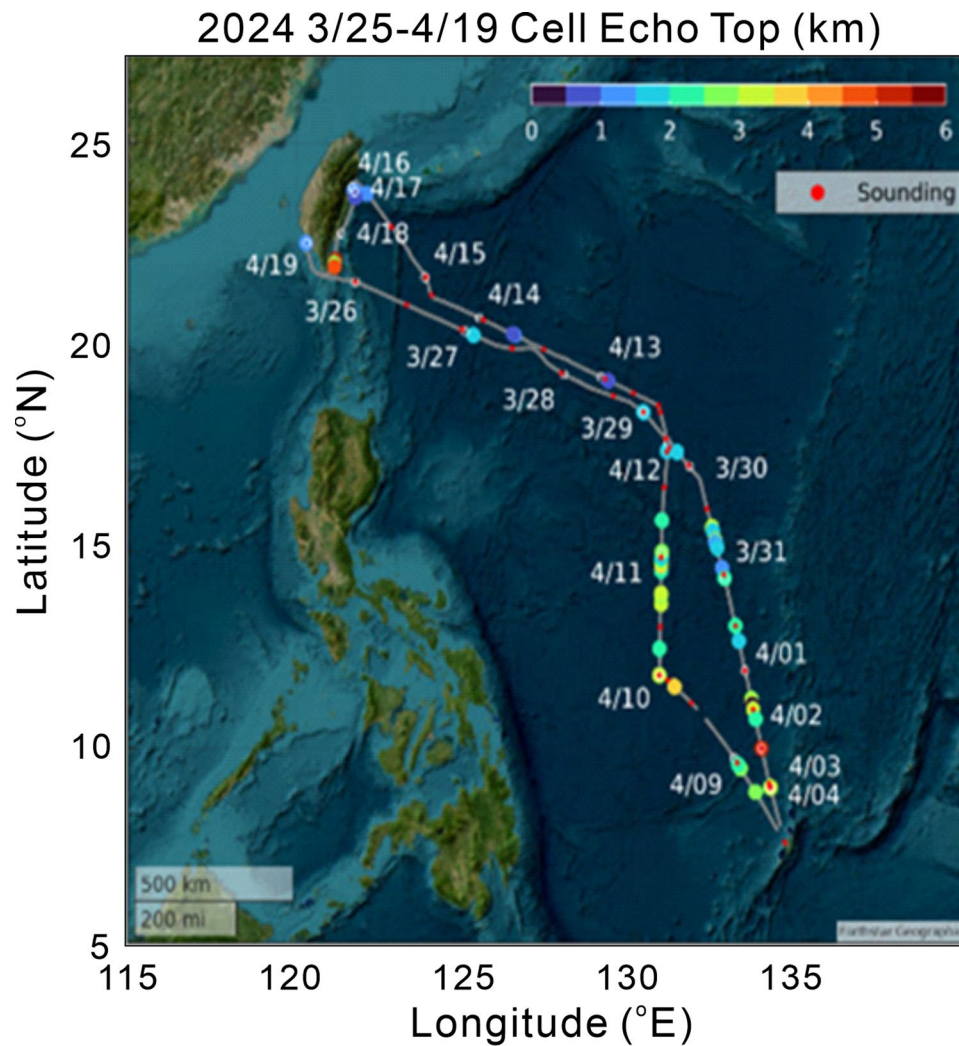 2024 3/25-4/19 Cell Echo Top (km)
0 1 2 3 4 5 6
Sounding
25
20
15
10
5
4/16
4/17
4/18
4/19
4/15
3/26
4/14
3/27
4/13
3/28
3/29
4/12
3/30
3/31
4/11
4/01
4/10
4/02
4/03
4/09
4/04
500 km
200 mi
Earthstar Geographic
115 120 125 130 135
Longitude (°E)
Latitude (°N)